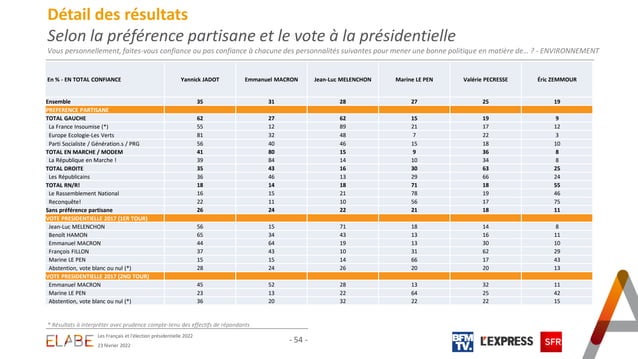 Détail des résultats
Selon la préférence partisane et le vote à la présidentielle
Vous personnellement, faites-vous confiance ou pas confiance à chacune des personnalités suivantes pour mener une bonne politique en matière de... ? - ENVIRONNEMENT
En % - EN TOTAL CONFIANCE Yannick JADOT Emmanuel MACRON Jean-Luc MELENCHON Marine LE PEN Valérie PECRESSE Éric ZEMMOUR
Ensemble 35 31 28 27 25 19
PREFERENCE PARTISANE
TOTAL GAUCHE 62 27 62 15 19 9
La France Insoumise (*) 55 12 89 21 17 12
Europe Ecologie-Les Verts 81 32 48 7 22 3
Parti Socialiste / Génération.s / PRG 56 40 46 15 18 10
TOTAL EN MARCHE / MODEM 41 80 15 9 36 8
La République en Marche ! 39 84 14 10 34 8
TOTAL DROITE 35 43 16 30 63 25
Les Républicains 36 46 13 29 66 24
TOTAL RN/R! 18 14 18 71 18 55
Le Rassemblement National 16 15 21 78 19 46
Reconquête! 22 11 10 56 17 75
Sans préférence partisane 26 24 22 21 18 11
VOTE PRESIDENTIELLE 2017 (1ER TOUR)
Jean-Luc MELENCHON 56 15 71 18 14 8
Benoît HAMON 65 34 43 13 16 11
Emmanuel MACRON 44 64 19 13 30 10
François FILLON 37 43 10 31 62 29
Marine LE PEN 15 15 14 66 17 43
Abstention, vote blanc ou nul (*) 28 24 26 20 20 13
VOTE PRESIDENTIELLE 2017 (2ND TOUR)
Emmanuel MACRON 45 52 28 13 32 11
Marine LE PEN 23 13 22 64 25 42
Abstention, vote blanc ou nul (*) 36 20 32 22 22 15
* Résultats à interpréter avec prudence compte-tenu des effectifs de répondants
ELABE
Les Français et l'élection présidentielle 2022
23 février 2022
- 54 -
BFM TV.
L'EXPRESS
SFR